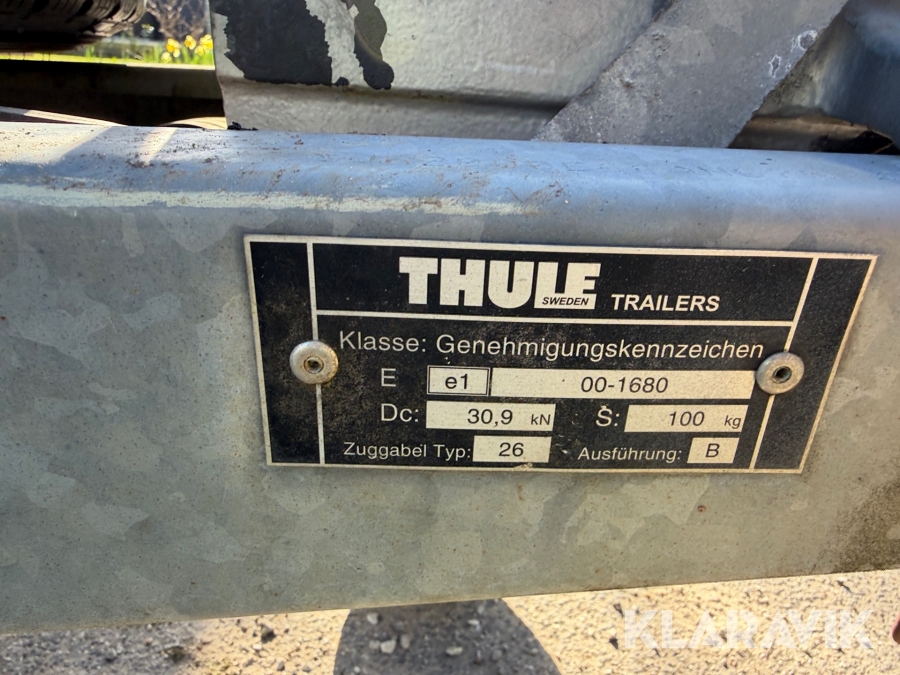 THULE
SWEDEN
TRAILERS
Klasse: Genehmigungskennzeichen
E e1 00-1680
Dc: 30,9 kN S: 100 kg
Zuggabel Typ: 26 Ausführung: B
KLARAVIK